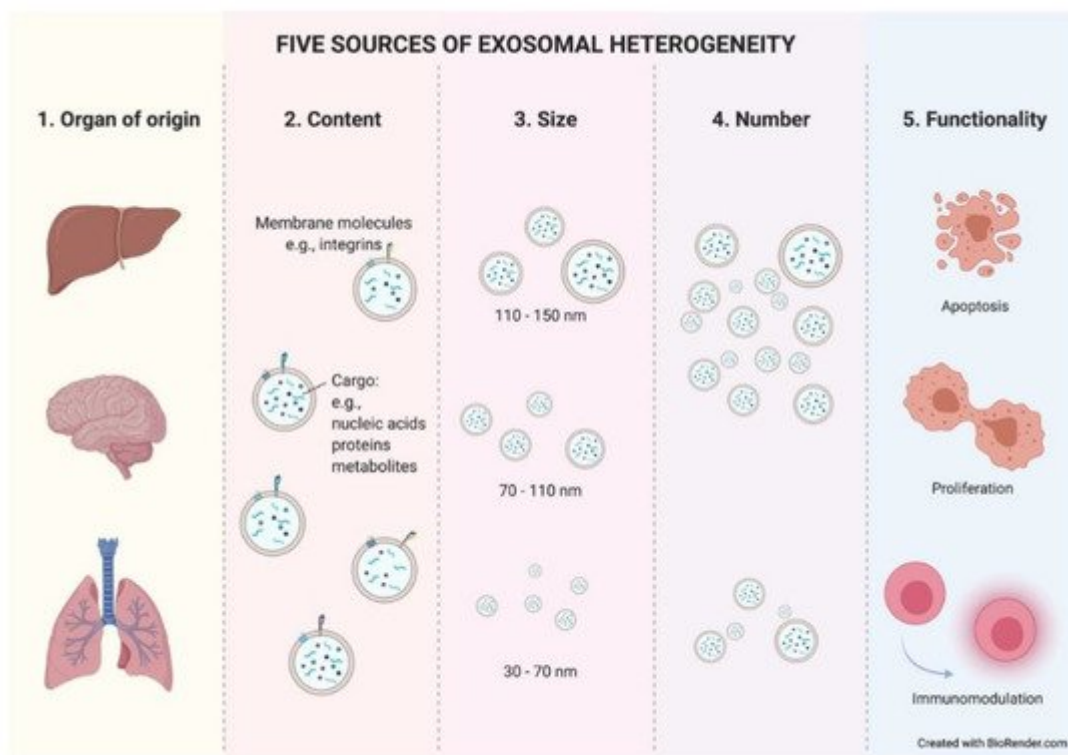 FIVE SOURCES OF EXOSOMAL HETEROGENEITY
1. Organ of origin
2. Content
3. Size
4. Number
5. Functionality
Membrane molecules
e.g., integrins
Cargo:
e.g.,
nucleic acids
proteins
metabolites
110 - 150 nm
70 - 110 nm
30 - 70 nm
Apoptosis
Proliferation
Immunomodulation
Created with BioRender.com